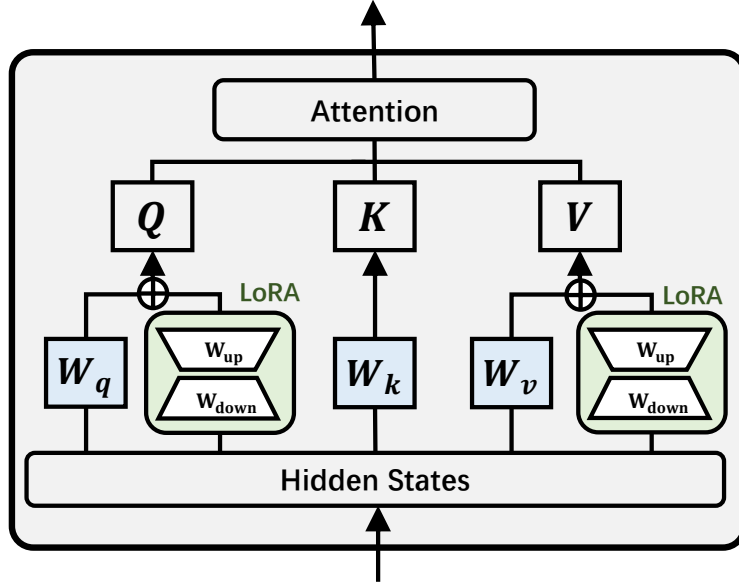 Attention
Q K V
LoRA LoRA
W_q W_up W_k W_v W_up
W_down W_down
Hidden States